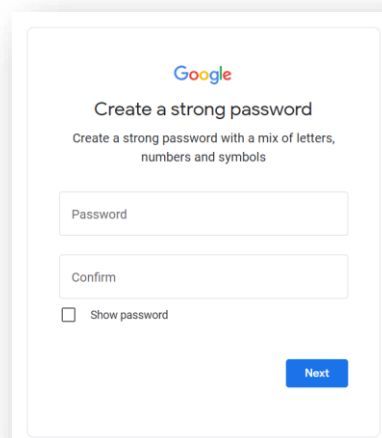 Google
Create a strong password
Create a strong password with a mix of letters,
numbers and symbols
Password
Confirm
Show password
Next